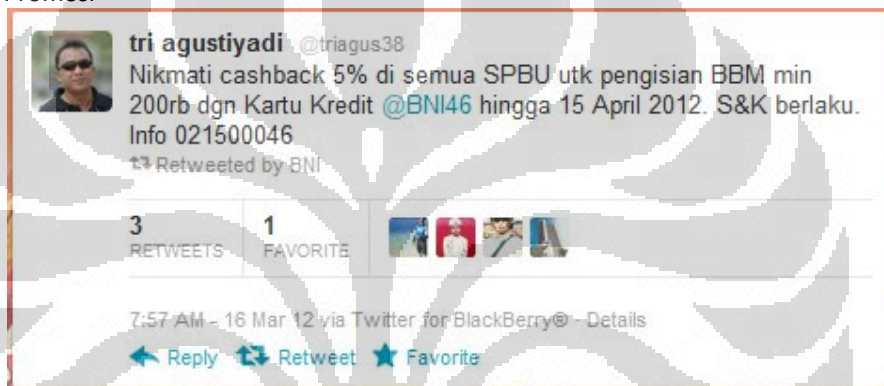 tri agustiyadi @triagus38
Nikmati cashback 5% di semua SPBU utk pengisian BBM min
200rb dgn Kartu Kredit @BNI46 hingga 15 April 2012. S&K berlaku.
Info 021500046
Retweeted by BNI
3 1
RETWEETS FAVORITE
7:57 AM - 16 Mar 12 via Twitter for BlackBerry® · Details
Reply Retweet Favorite